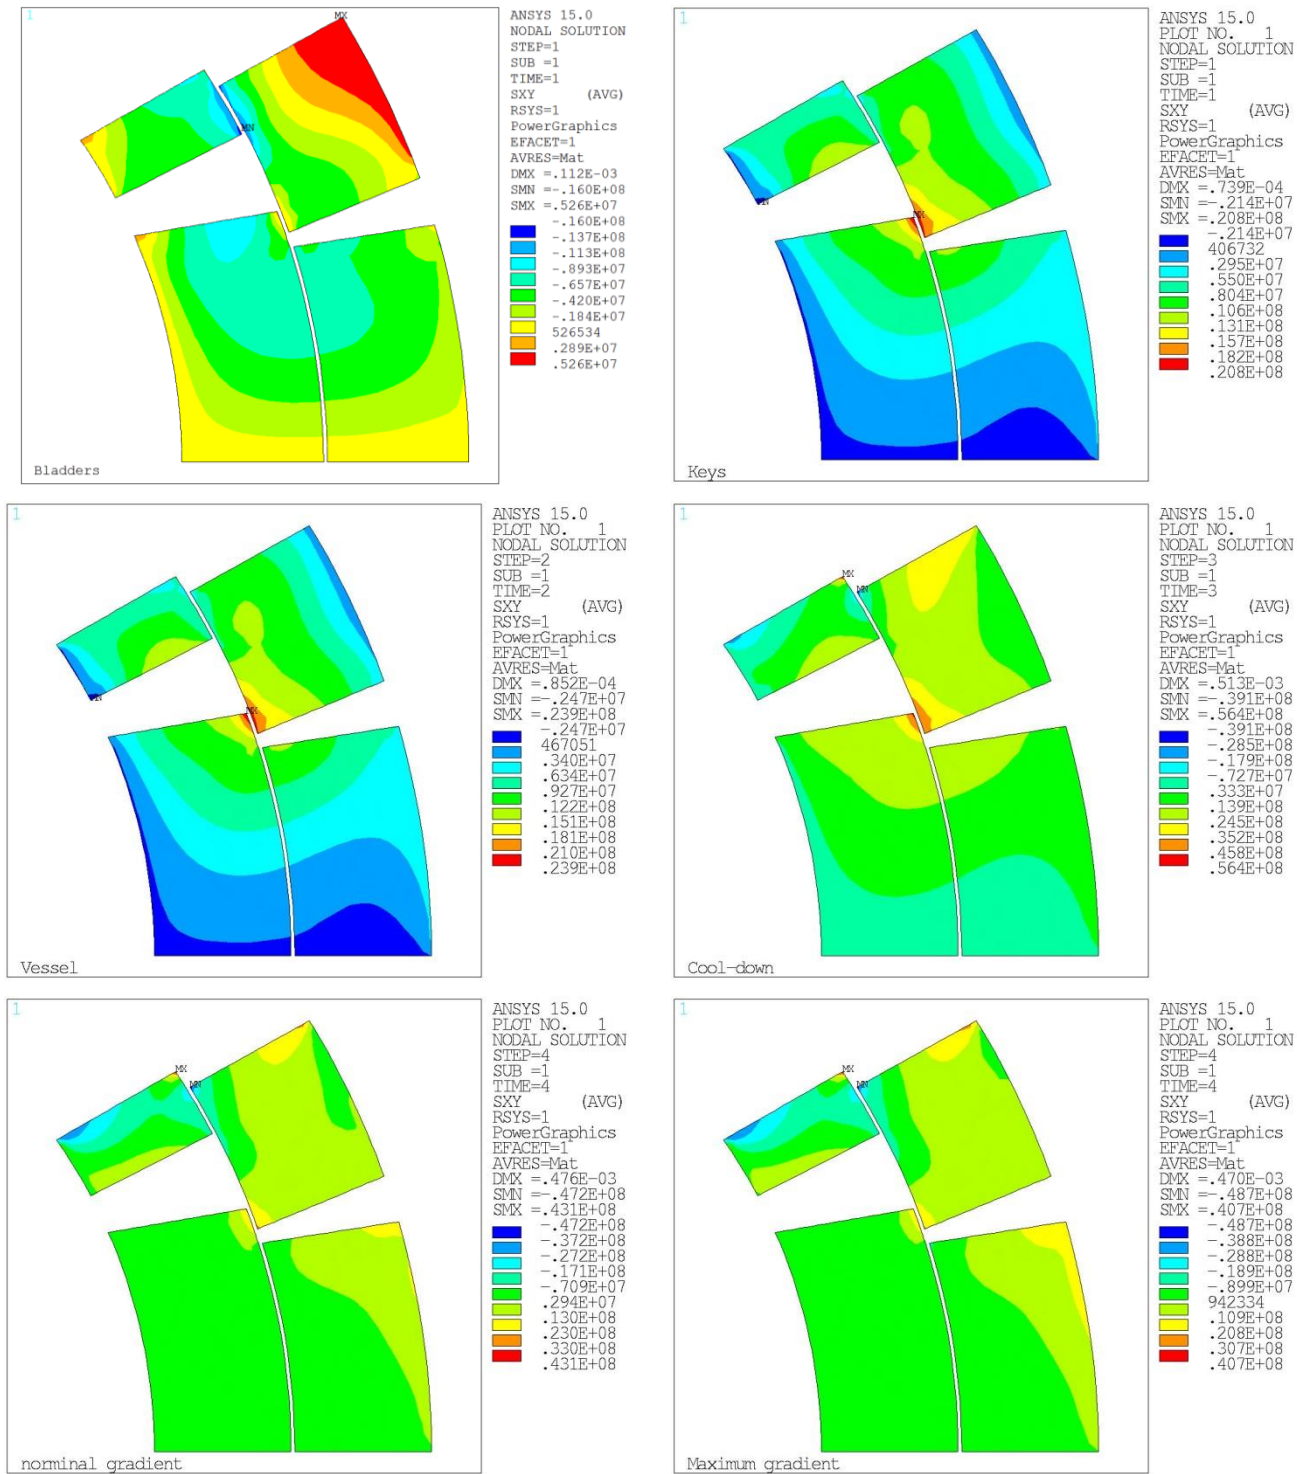 1
MX
MN
Bladders
ANSYS 15.0
NODAL SOLUTION
STEP=1
SUB =1
TIME=1
SXY (AVG)
RSYS=1
PowerGraphics
EFACET=1
AVRES=Mat
DMX =.112E-03
SMN =-.160E+08
SMX =.526E+07
-.160E+08
-.137E+08
-.113E+08
-.893E+07
-.657E+07
-.420E+07
-.184E+07
526534
.289E+07
.526E+07
1
MN
MX
Keys
ANSYS 15.0
PLOT NO. 1
NODAL SOLUTION
STEP=1
SUB =1
TIME=1
SXY (AVG)
RSYS=1
PowerGraphics
EFACET=1
AVRES=Mat
DMX =.739E-04
SMN =-.214E+07
SMX =.208E+08
-.214E+07
406732
.295E+07
.550E+07
.804E+07
.106E+08
.131E+08
.157E+08
.182E+08
.208E+08
1
MN
MX
Vessel
ANSYS 15.0
PLOT NO. 1
NODAL SOLUTION
STEP=2
SUB =1
TIME=2
SXY (AVG)
RSYS=1
PowerGraphics
EFACET=1
AVRES=Mat
DMX =.852E-04
SMN =-.247E+07
SMX =.239E+08
-.247E+07
467051
.340E+07
.634E+07
.927E+07
.122E+08
.151E+08
.181E+08
.210E+08
.239E+08
1
MX
MN
Cool-down
ANSYS 15.0
PLOT NO. 1
NODAL SOLUTION
STEP=3
SUB =1
TIME=3
SXY (AVG)
RSYS=1
PowerGraphics
EFACET=1
AVRES=Mat
DMX =.513E-03
SMN =-.391E+08
SMX =.564E+08
-.391E+08
-.285E+08
-.179E+08
-.727E+07
.333E+07
.139E+08
.245E+08
.352E+08
.458E+08
.564E+08
1
MX
MN
norminal gradient
ANSYS 15.0
PLOT NO. 1
NODAL SOLUTION
STEP=4
SUB =1
TIME=4
SXY (AVG)
RSYS=1
PowerGraphics
EFACET=1
AVRES=Mat
DMX =.476E-03
SMN =-.472E+08
SMX =.431E+08
-.472E+08
-.372E+08
-.272E+08
-.171E+08
-.709E+07
.294E+07
.130E+08
.230E+08
.330E+08
.431E+08
1
MX
MN
Maximum gradient
ANSYS 15.0
PLOT NO. 1
NODAL SOLUTION
STEP=4
SUB =1
TIME=4
SXY (AVG)
RSYS=1
PowerGraphics
EFACET=1
AVRES=Mat
DMX =.470E-03
SMN =-.487E+08
SMX =.407E+08
-.487E+08
-.388E+08
-.288E+08
-.189E+08
-.899E+07
942334
.109E+08
.208E+08
.307E+08
.407E+08